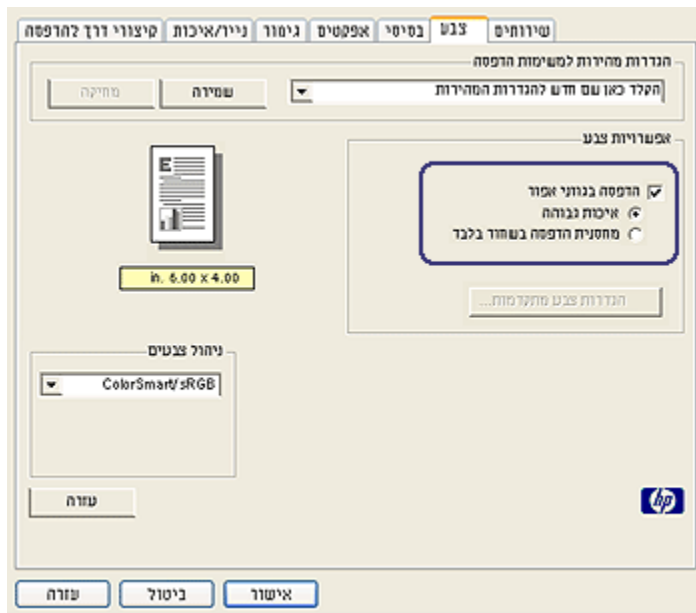 שירותים צבע בסיסי אפקטים גימור נייר/איכות קיצורי דרך להדפסה
הגדרות מהירות למשימות הדפסה
הקלד כאן שם חדש להגדרות המהירות שמירה מחיקה
אפשרויות צבע
הדפסה בגווני אפור
איכות גבוהה
מחסנית הדפסה בשחור בלבד
הגדרות צבע מתקדמות...
E
in. 6.00 x 4.00
ניהול צבטים
ColorSmart/sRGB
עזרה
hp
אישור ביטול עזרה